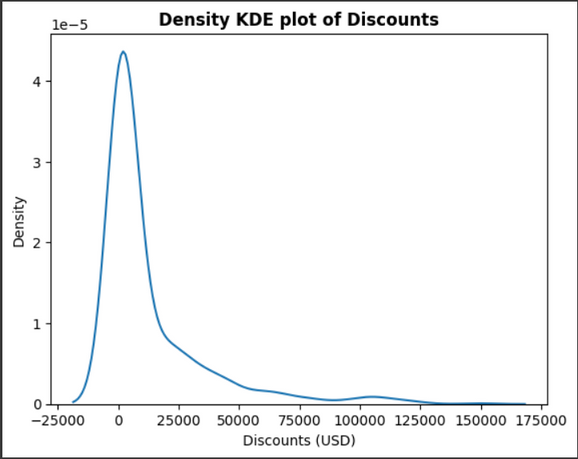 Density KDE plot of Discounts
1e−5
4
3
2
1
0
Density
−25000 0 25000 50000 75000 100000 125000 150000 175000
Discounts (USD)